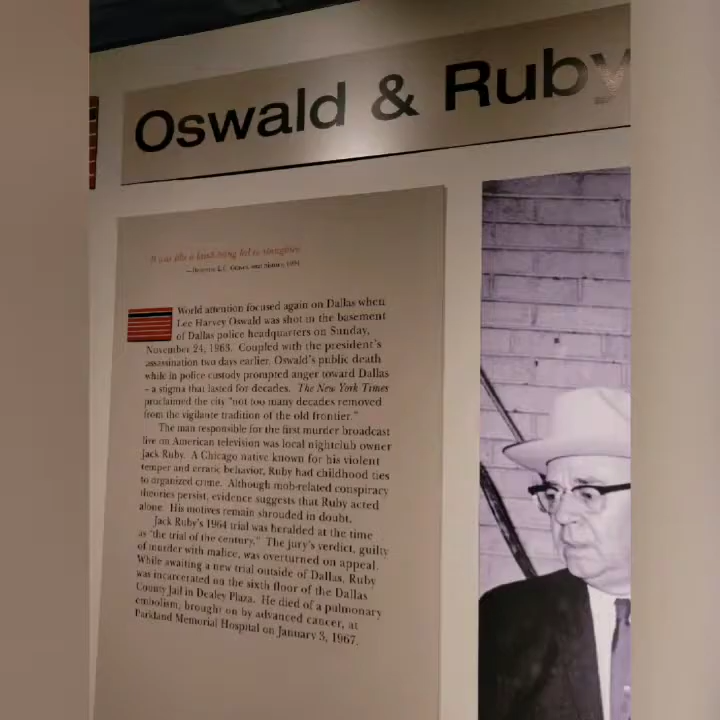 Oswald & Ruby
It was like a lamb being led to slaughter.
World attention focused again on Dallas when
Lee Harvey Oswald was shot in the basement
of Dallas police headquarters on Sunday,
November 24, 1963. Coupled with the president's
assassination two days earlier, Oswald's public death
while in police custody prompted anger toward Dallas
– a stigma that lasted for decades. The New York Times
proclaimed the city "not too many decades removed
from the vigilante tradition of the old frontier."
The man responsible for the first murder broadcast
live on American television was local nightclub owner
Jack Ruby. A Chicago native known for his violent
temper and erratic behavior, Ruby had childhood ties
to organized crime. Although mob-related conspiracy
theories persist, evidence suggests that Ruby acted
alone. His motives remain shrouded in doubt.
Jack Ruby's 1964 trial was heralded at the time
as "the trial of the century." The jury's verdict, guilty
of murder with malice, was overturned on appeal.
While awaiting a new trial outside of Dallas, Ruby
was incarcerated on the sixth floor of the Dallas
County Jail in Dealey Plaza. He died of a pulmonary
embolism, brought on by advanced cancer, at
Parkland Memorial Hospital on January 3, 1967.